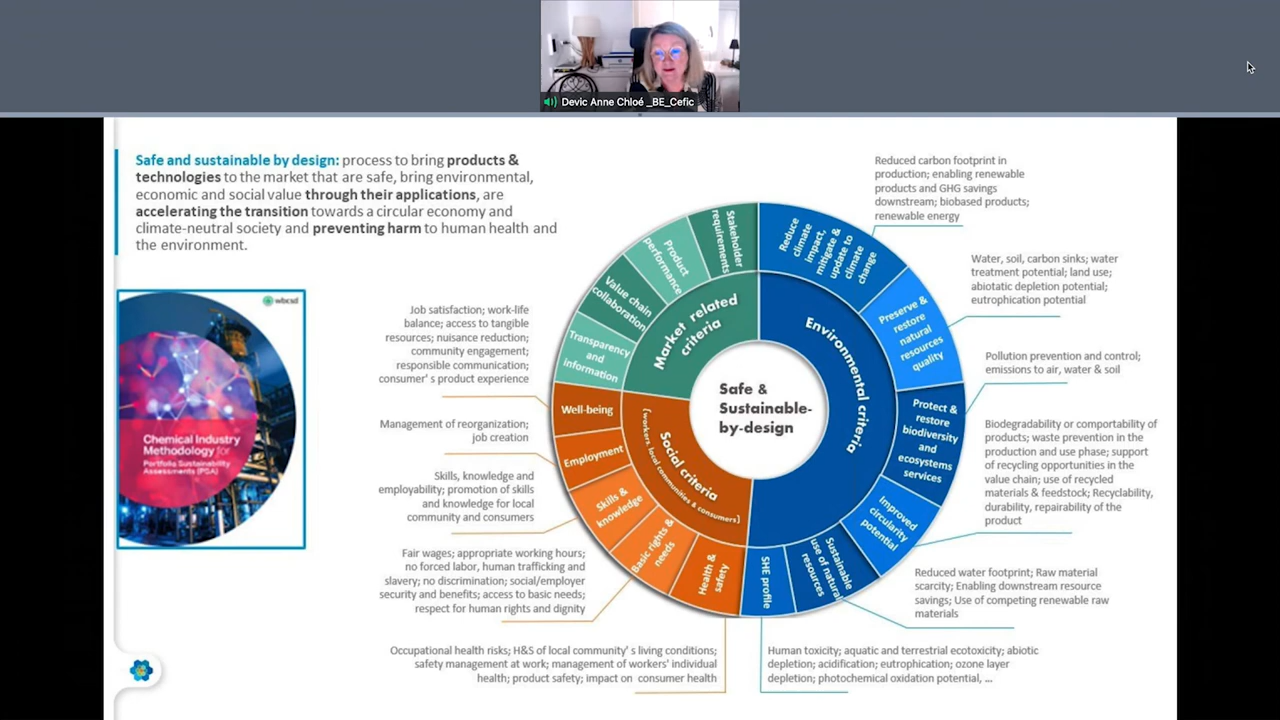 Devic Anne Chloé _BE_Cefic
Safe and sustainable by design: process to bring products &
technologies to the market that are safe, bring environmental,
economic and social value through their applications, are
accelerating the transition towards a circular economy and
climate-neutral society and preventing harm to human health and
the environment.
wbcsd
Chemical Industry
Methodology for
Portfolio Sustainability
Assessments (PSA)
Job satisfaction; work-life
balance; access to tangible
resources; nuisance reduction;
community engagement;
responsible communication;
consumer' s product experience
Management of reorganization;
job creation
Skills, knowledge and
employability; promotion of skills
and knowledge for local
community and consumers
Fair wages; appropriate working hours;
no forced labor, human trafficking and
slavery; no discrimination; social/employer
security and benefits; access to basic needs;
respect for human rights and dignity
Occupational health risks; H&S of local community' s living conditions;
safety management at work; management of workers' individual
health; product safety; impact on consumer health
Stakeholder
requirements
Product
performance
Value chain
collaboration
Transparency
and
information
Market related
criteria
Well-being
Employment
Skills &
knowledge
Basic rights &
needs
Health &
safety
Social criteria
[workers, local communities & consumers]
Safe &
Sustainable-
by-design
Environmental criteria
Reduce
climate
impact,
mitigate &
update to
climate
change
Preserve &
restore
natural
resources
quality
Protect &
restore
biodiversity
and
ecosystems
services
Improved
circularity
potential
Sustainable
use of natural
resources
SHE profile
Reduced carbon footprint in
production; enabling renewable
products and GHG savings
downstream; biobased products;
renewable energy
Water, soil, carbon sinks; water
treatment potential; land use;
abiotatic depletion potential;
eutrophication potential
Pollution prevention and control;
emissions to air, water & soil
Biodegradability or comportability of
products; waste prevention in the
production and use phase; support
of recycling opportunities in the
value chain; use of recycled
materials & feedstock; Recyclability,
durability, repairability of the
product
Reduced water footprint; Raw material
scarcity; Enabling downstream resource
savings; Use of competing renewable raw
materials
Human toxicity; aquatic and terrestrial ecotoxicity; abiotic
depletion; acidification; eutrophication; ozone layer
depletion; photochemical oxidation potential, ...